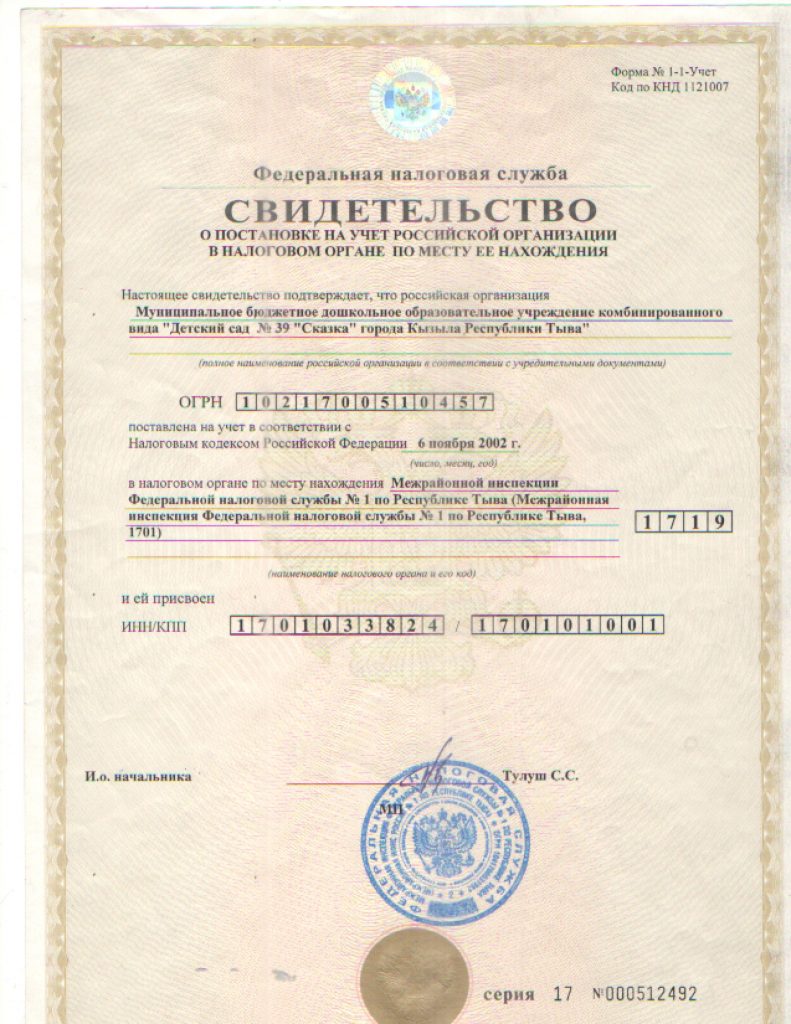 Форма № 1-1-Учет
Код по КНД 1121007
Федеральная налоговая служба
СВИДЕТЕЛЬСТВО
О ПОСТАНОВКЕ НА УЧЕТ РОССИЙСКОЙ ОРГАНИЗАЦИИ
В НАЛОГОВОМ ОРГАНЕ ПО МЕСТУ ЕЕ НАХОЖДЕНИЯ
Настоящее свидетельство подтверждает, что российская организация
Муниципальное бюджетное дошкольное образовательное учреждение комбинированного
вида "Детский сад № 39 "Сказка" города Кызыла Республики Тыва"
(полное наименование российской организации в соответствии с учредительными документами)
ОГРН 1021700510457
поставлена на учет в соответствии с
Налоговым кодексом Российской Федерации 6 ноября 2002 г.
(число, месяц, год)
в налоговом органе по месту нахождения Межрайонной инспекции
Федеральной налоговой службы № 1 по Республике Тыва (Межрайонная
инспекция Федеральной налоговой службы № 1 по Республике Тыва,
1701)
1719
(наименование налогового органа и его код)
и ей присвоен
ИНН/КПП 1701033824 / 170101001
И.о. начальника
Тулуш С.С.
МП
ФЕДЕРАЛЬНАЯ НАЛОГОВАЯ СЛУЖБА
серия 17 №000512492